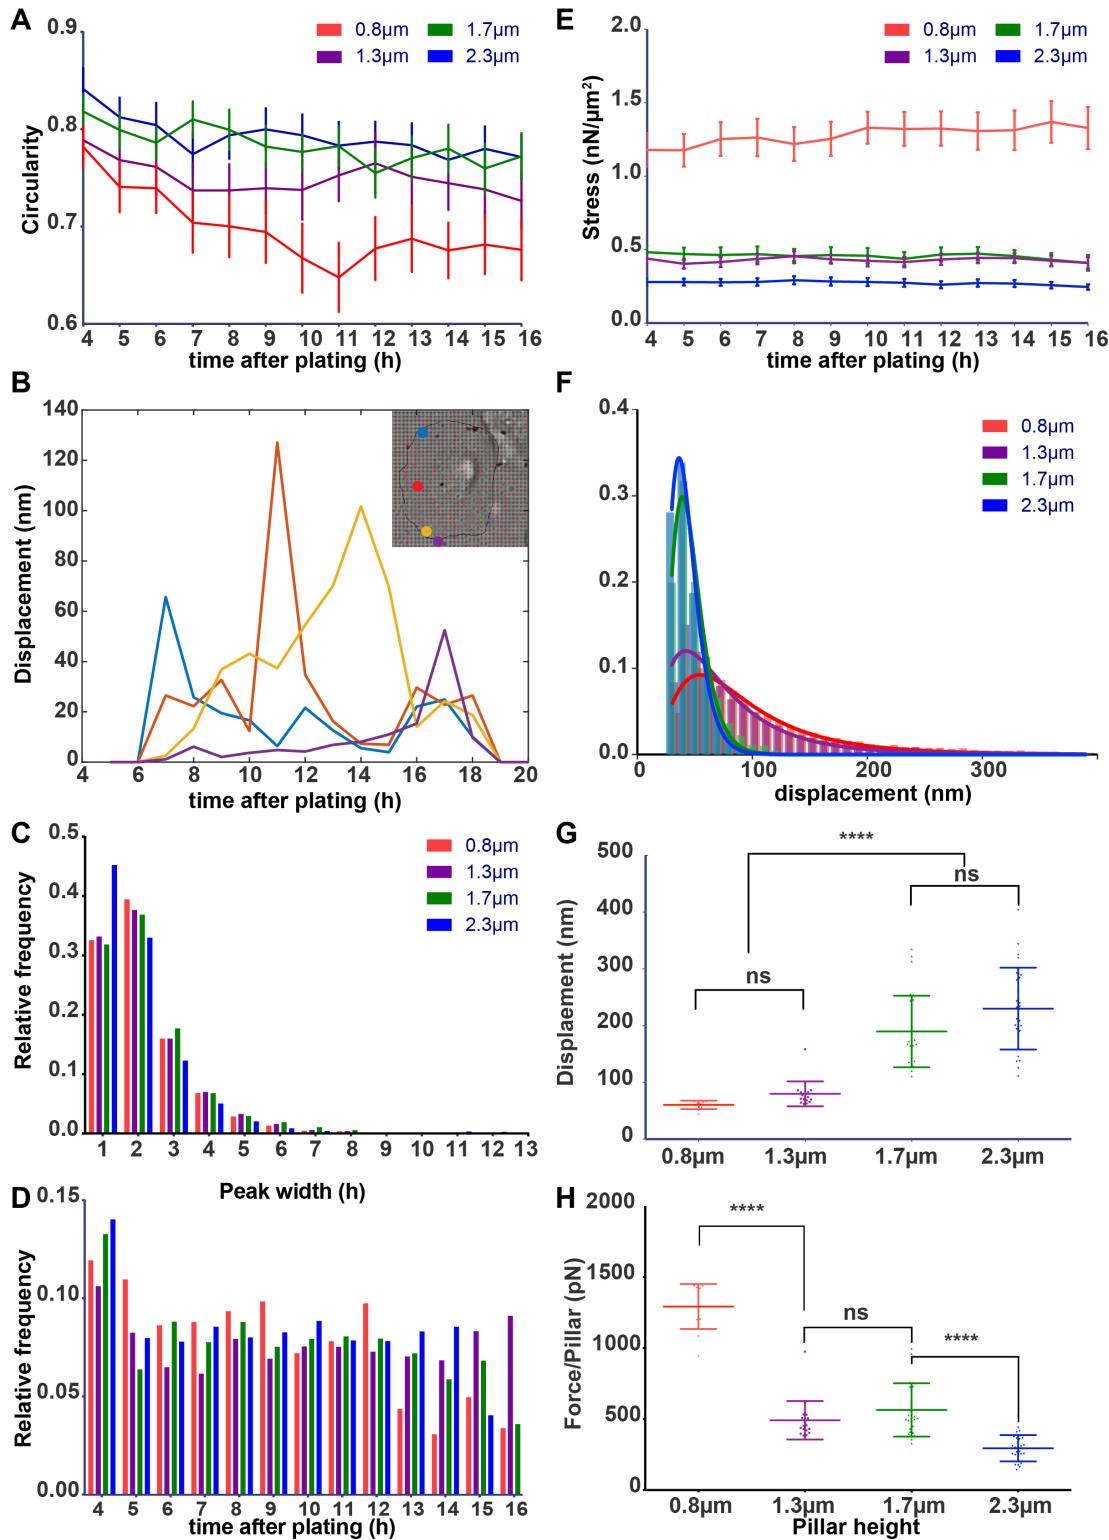 A
0.9
0.8
0.7
0.6
Circularity
0.8µm
1.7µm
1.3µm
2.3µm
4 5 6 7 8 9 10 11 12 13 14 15 16
time after plating (h)
B
140
120
100
80
60
40
20
0
Displacement (nm)
4 6 8 10 12 14 16 18 20
time after plating (h)
C
0.5
0.4
0.3
0.2
0.1
0.0
Relative frequency
0.8µm
1.3µm
1.7µm
2.3µm
1 2 3 4 5 6 7 8 9 10 11 12 13
Peak width (h)
D
0.15
0.10
0.05
0.00
Relative frequency
4 5 6 7 8 9 10 11 12 13 14 15 16
time after plating (h)
E
2.0
1.5
1.0
0.5
0.0
Stress (nN/µm²)
0.8µm
1.7µm
1.3µm
2.3µm
4 5 6 7 8 9 10 11 12 13 14 15 16
time after plating (h)
F
0.4
0.3
0.2
0.1
0.0
0.8µm
1.3µm
1.7µm
2.3µm
0 100 200 300
displacement (nm)
G
500
400
300
200
100
0
Displaement (nm)
****
ns
ns
0.8µm 1.3µm 1.7µm 2.3µm
H
2000
1500
1000
500
0
Force/Pillar (pN)
****
ns
****
0.8µm 1.3µm 1.7µm 2.3µm
Pillar height